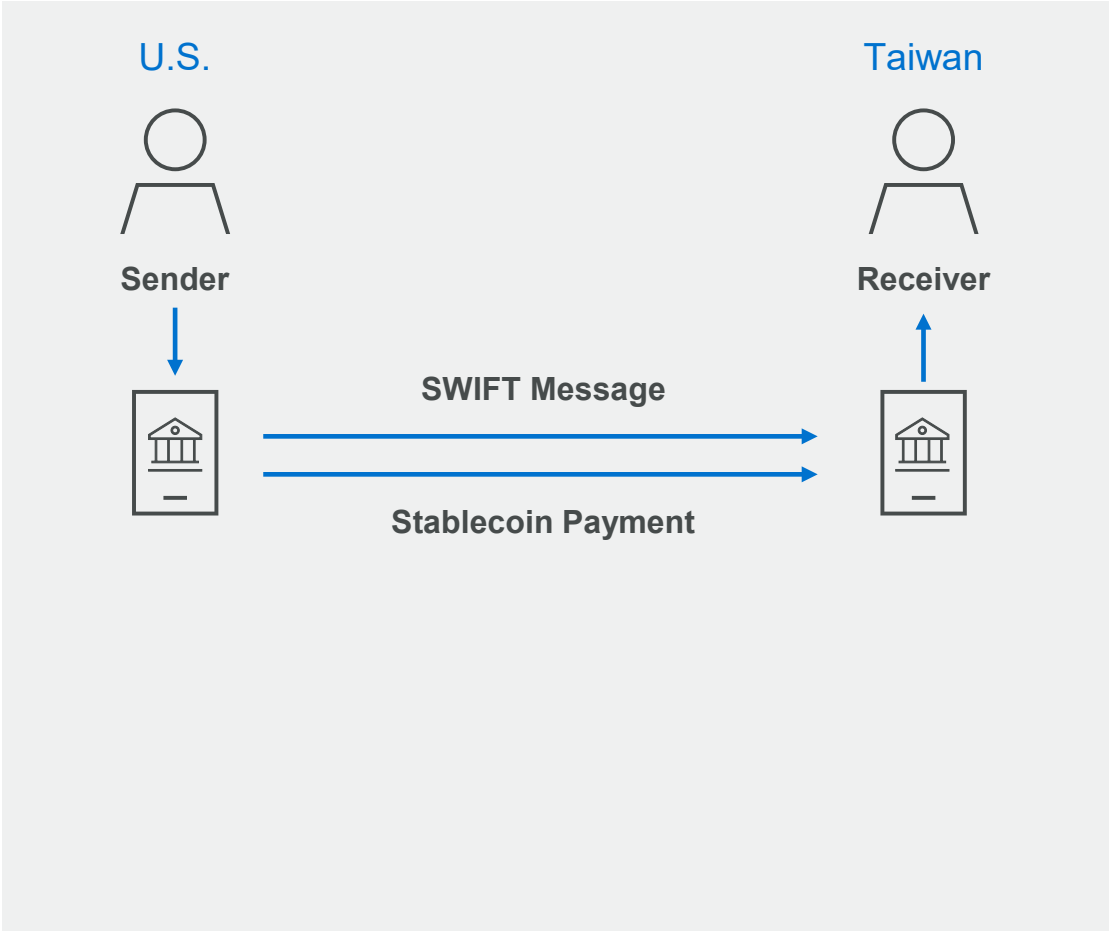 U.S.
Taiwan
Sender
Receiver
SWIFT Message
Stablecoin Payment